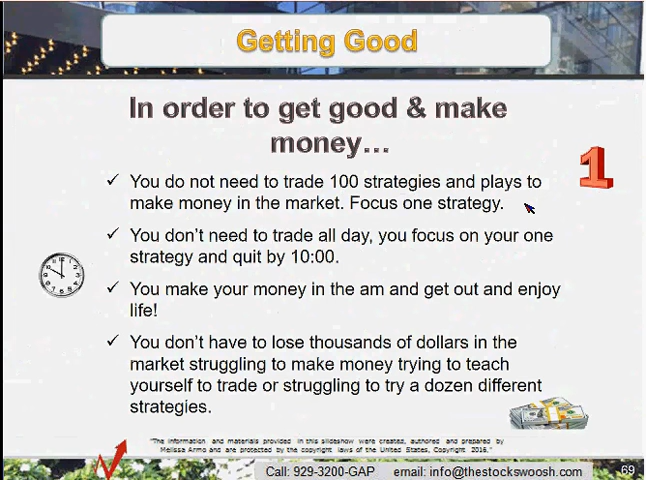 Getting Good
In order to get good & make
money...
1
You do not need to trade 100 strategies and plays to
make money in the market. Focus one strategy.
You don't need to trade all day, you focus on your one
strategy and quit by 10:00.
You make your money in the am and get out and enjoy
life!
You don't have to lose thousands of dollars in the
market struggling to make money trying to teach
yourself to trade or struggling to try a dozen different
strategies.
"The information and materials provided in this slideshow were created, authored and prepared by
Melissa Armo and are protected by the copyright laws of the United States, Copyright 2016."
Call: 929-3200-GAP email: info@thestockswoosh.com
69